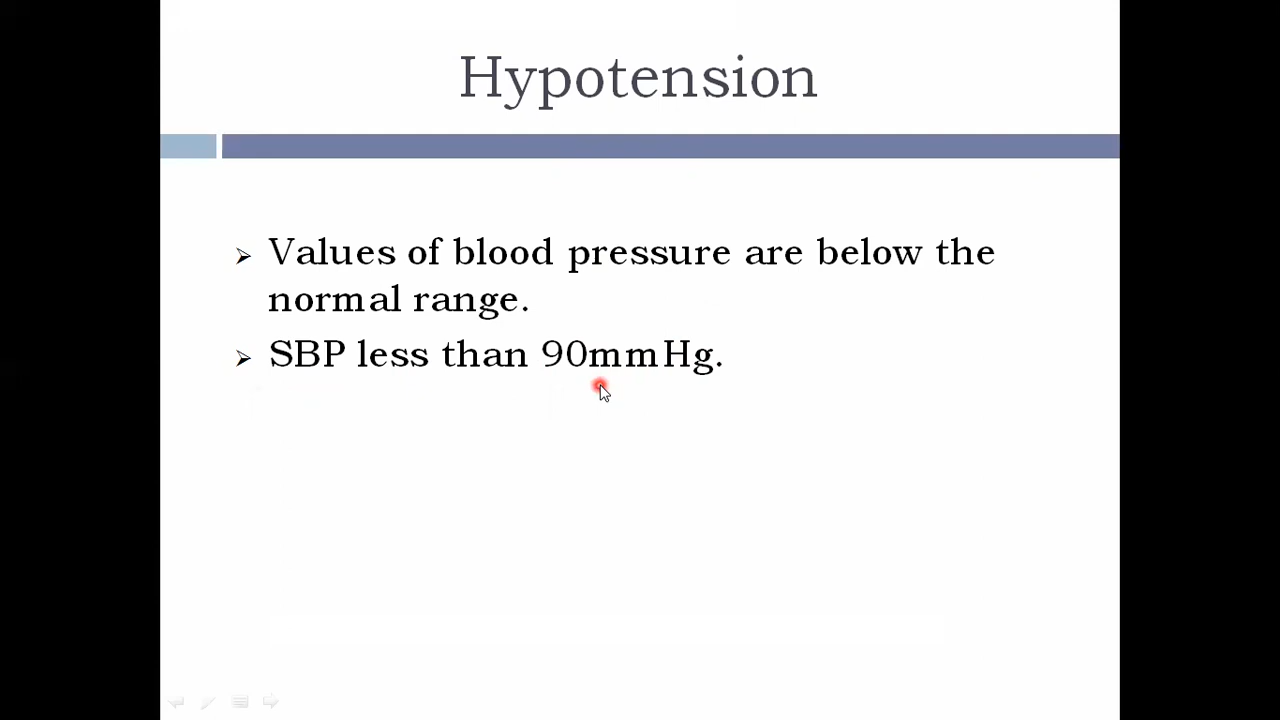 Hypotension
Values of blood pressure are below the
normal range.
SBP less than 90mmHg.